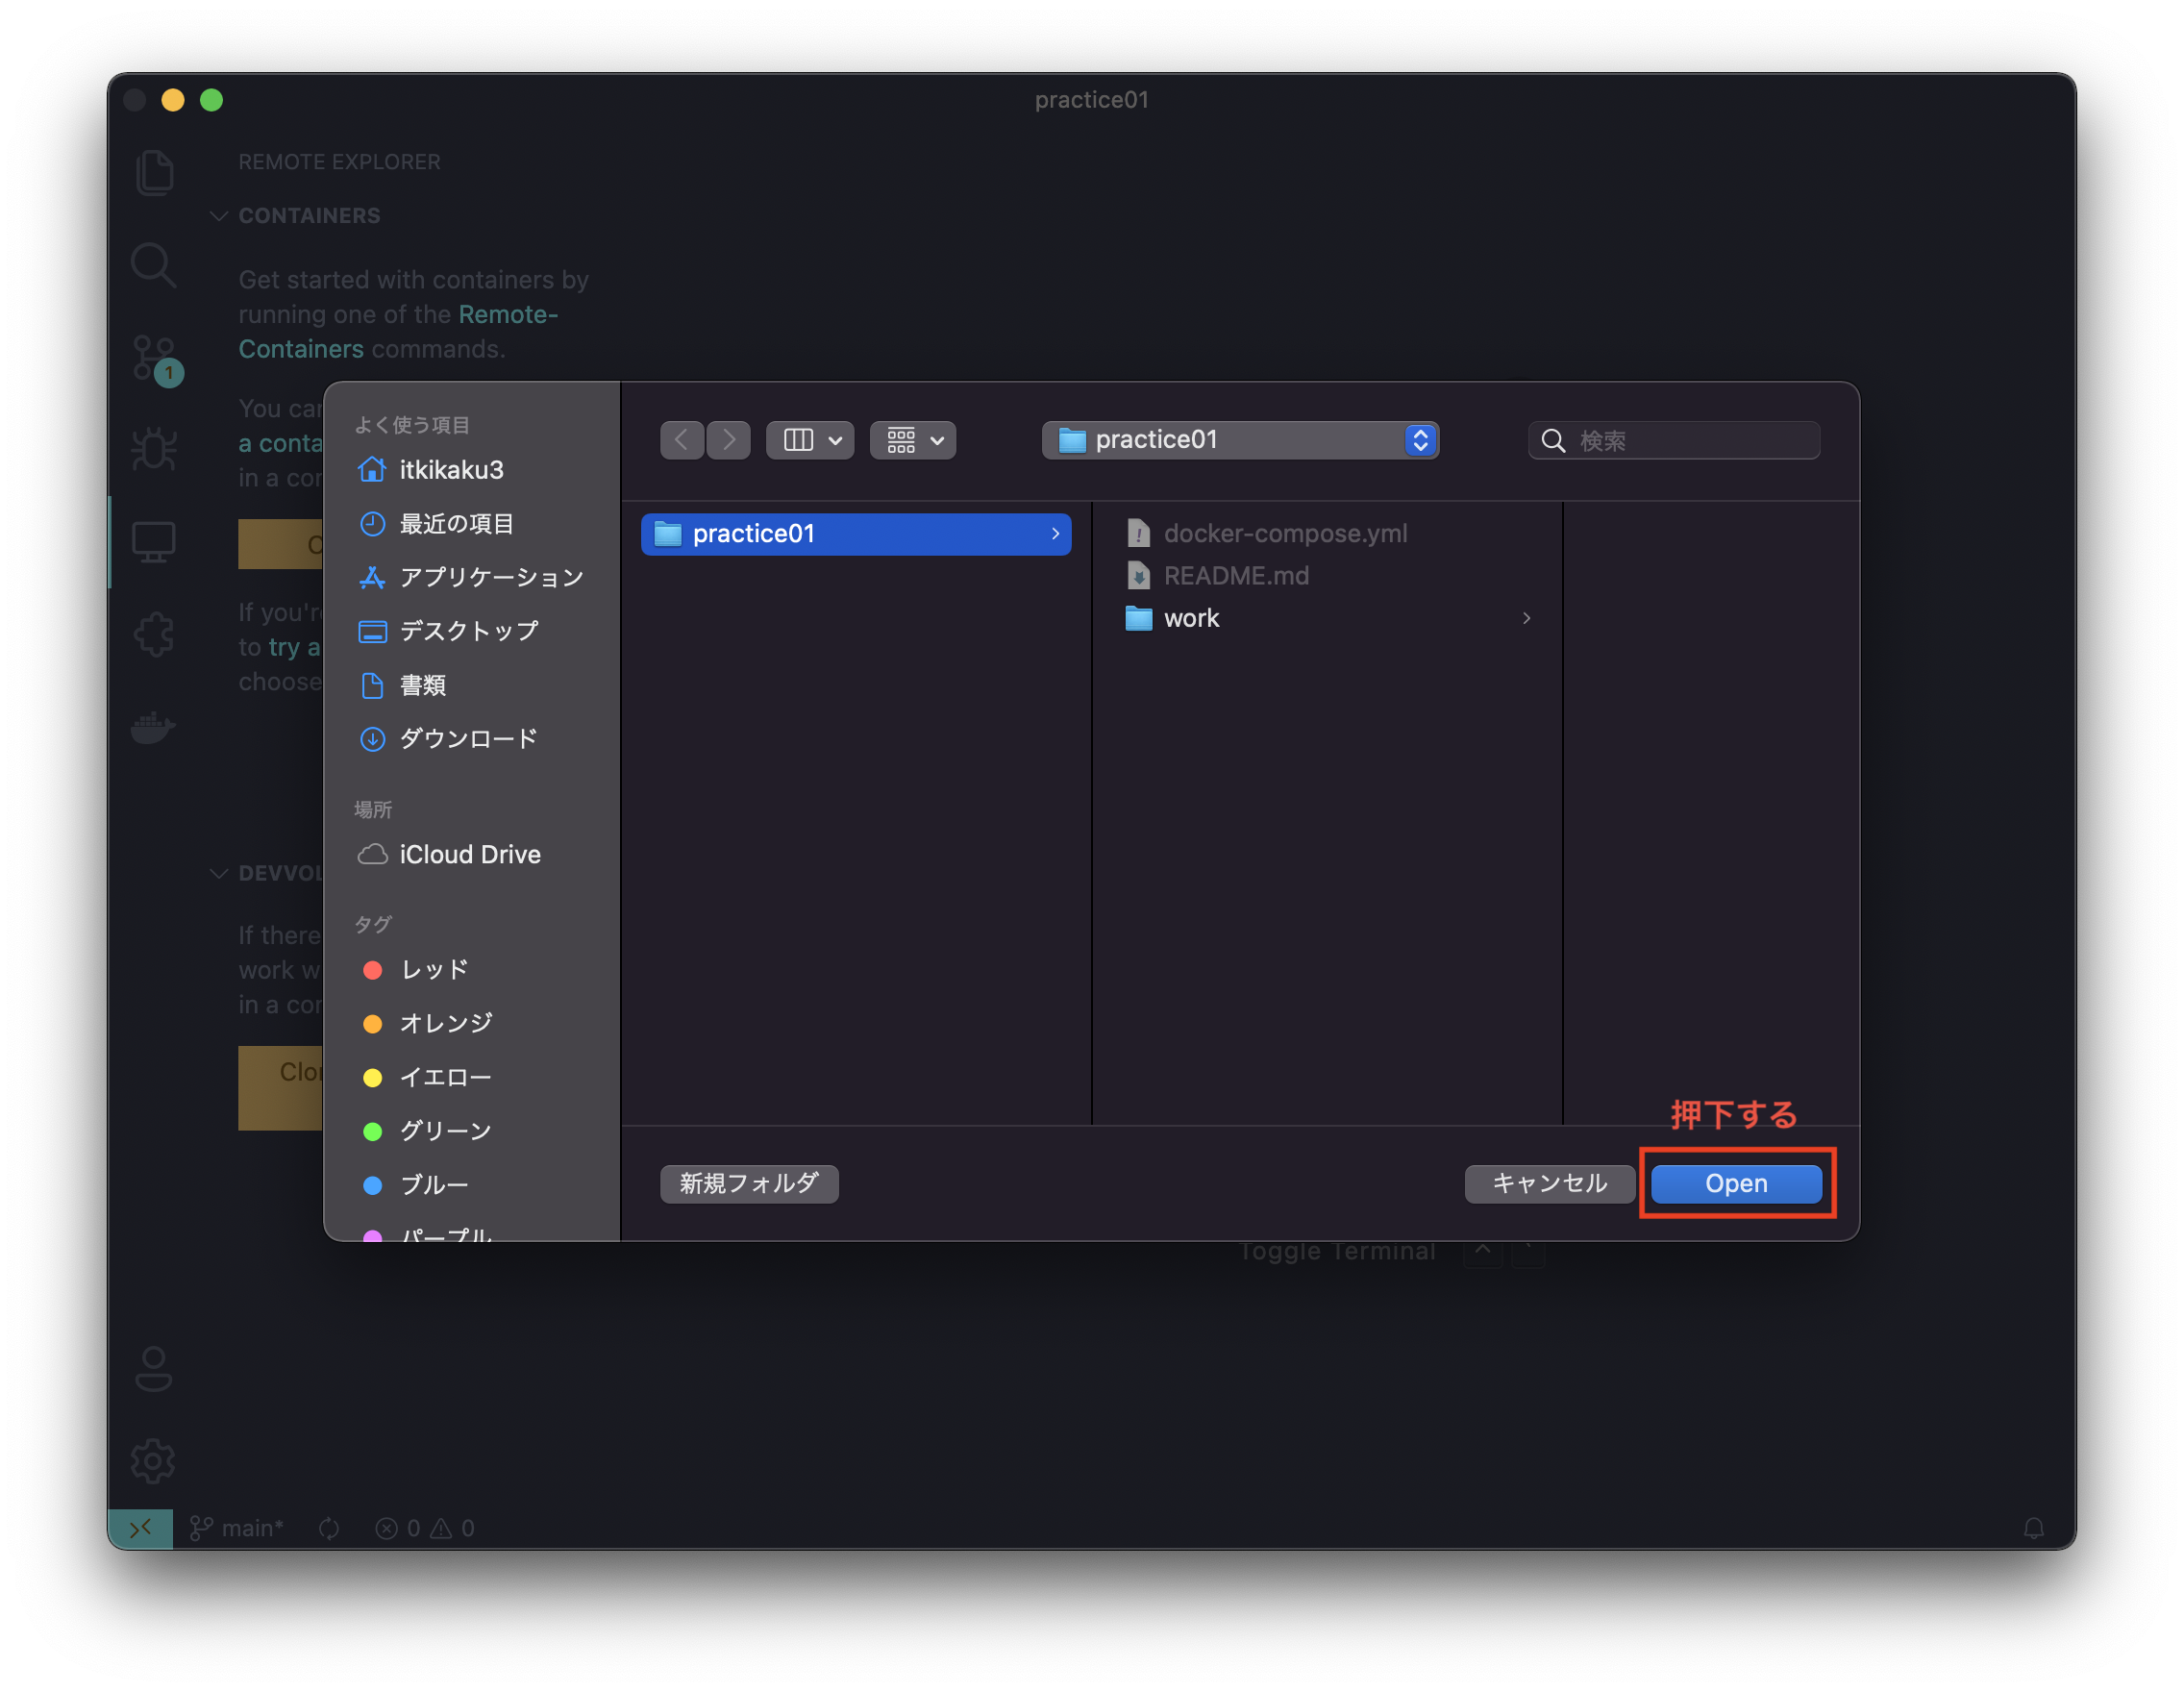 practice01
REMOTE EXPLORER
CONTAINERS
Get started with containers by
running one of the Remote-
Containers commands.
1
You can
a conta
in a cor
If you're
to try a
choose
DEVVOL
If there
work w
in a cor
Clon
よく使う項目
itkikaku3
最近の項目
アプリケーション
デスクトップ
書類
ダウンロード
場所
iCloud Drive
タグ
レッド
オレンジ
イエロー
グリーン
ブルー
パープル
practice01
検索
practice01
docker-compose.yml
README.md
work
押下する
新規フォルダ
キャンセル
Open
Toggle Terminal
main*
0
0